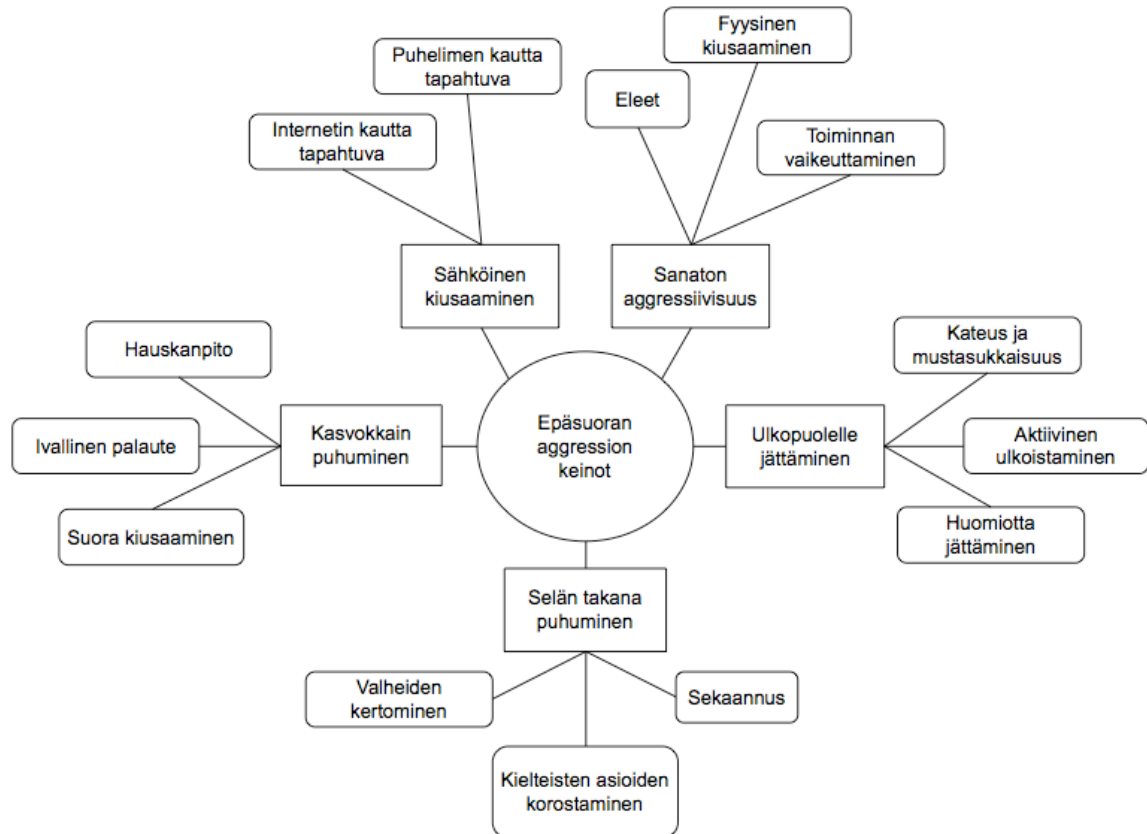 Fyysinen
kiusaaminen
Puhelimen kautta
tapahtuva
Eleet
Internetin kautta
tapahtuva
Toiminnan
vaikeuttaminen
Sähköinen
kiusaaminen
Sanaton
aggressiivisuus
Hauskanpito
Kateus ja
mustasukkaisuus
Ivallinen palaute
Kasvokkain
puhuminen
Epäsuoran
aggression
keinot
Ulkopuolelle
jättäminen
Aktiivinen
ulkoistaminen
Suora kiusaaminen
Huomiotta
jättäminen
Selän takana
puhuminen
Valheiden
kertominen
Sekaannus
Kielteisten asioiden
korostaminen